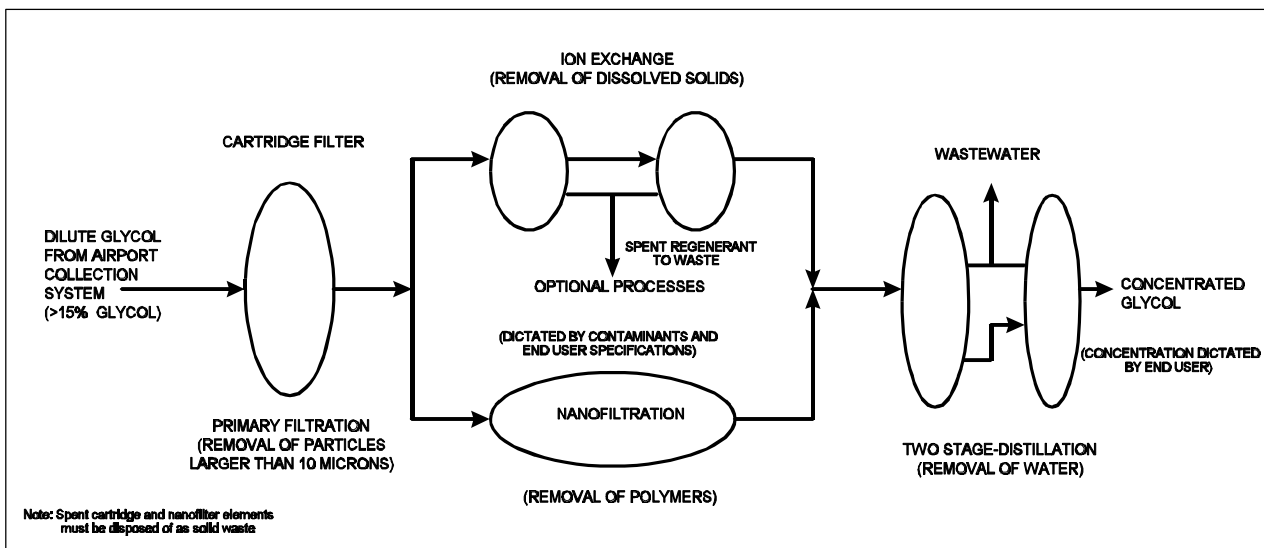 ION EXCHANGE
(REMOVAL OF DISSOLVED SOLIDS)
CARTRIDGE FILTER
WASTEWATER
DILUTE GLYCOL
FROM AIRPORT
COLLECTION
SYSTEM
(>15% GLYCOL)
SPENT REGENERANT
TO WASTE
OPTIONAL PROCESSES
CONCENTRATED
GLYCOL
(DICTATED BY CONTAMINANTS AND
END USER SPECIFICATIONS)
(CONCENTRATION DICTATED
BY END USER)
NANOFILTRATION
PRIMARY FILTRATION
(REMOVAL OF PARTICLES
LARGER THAN 10 MICRONS)
TWO STAGE-DISTILLATION
(REMOVAL OF WATER)
(REMOVAL OF POLYMERS)
Note: Spent cartridge and nanofilter elements
must be disposed of as solid waste